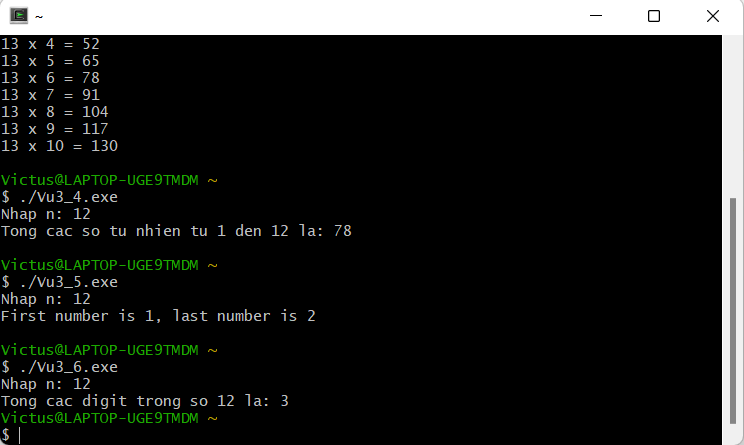 ~
13 x 4 = 52
13 x 5 = 65
13 x 6 = 78
13 x 7 = 91
13 x 8 = 104
13 x 9 = 117
13 x 10 = 130
Victus@LAPTOP-UGE9TMDM ~
$ ./Vu3_4.exe
Nhap n: 12
Tong cac so tu nhien tu 1 den 12 la: 78
Victus@LAPTOP-UGE9TMDM ~
$ ./Vu3_5.exe
Nhap n: 12
First number is 1, last number is 2
Victus@LAPTOP-UGE9TMDM ~
$ ./Vu3_6.exe
Nhap n: 12
Tong cac digit trong so 12 la: 3
Victus@LAPTOP-UGE9TMDM ~
$